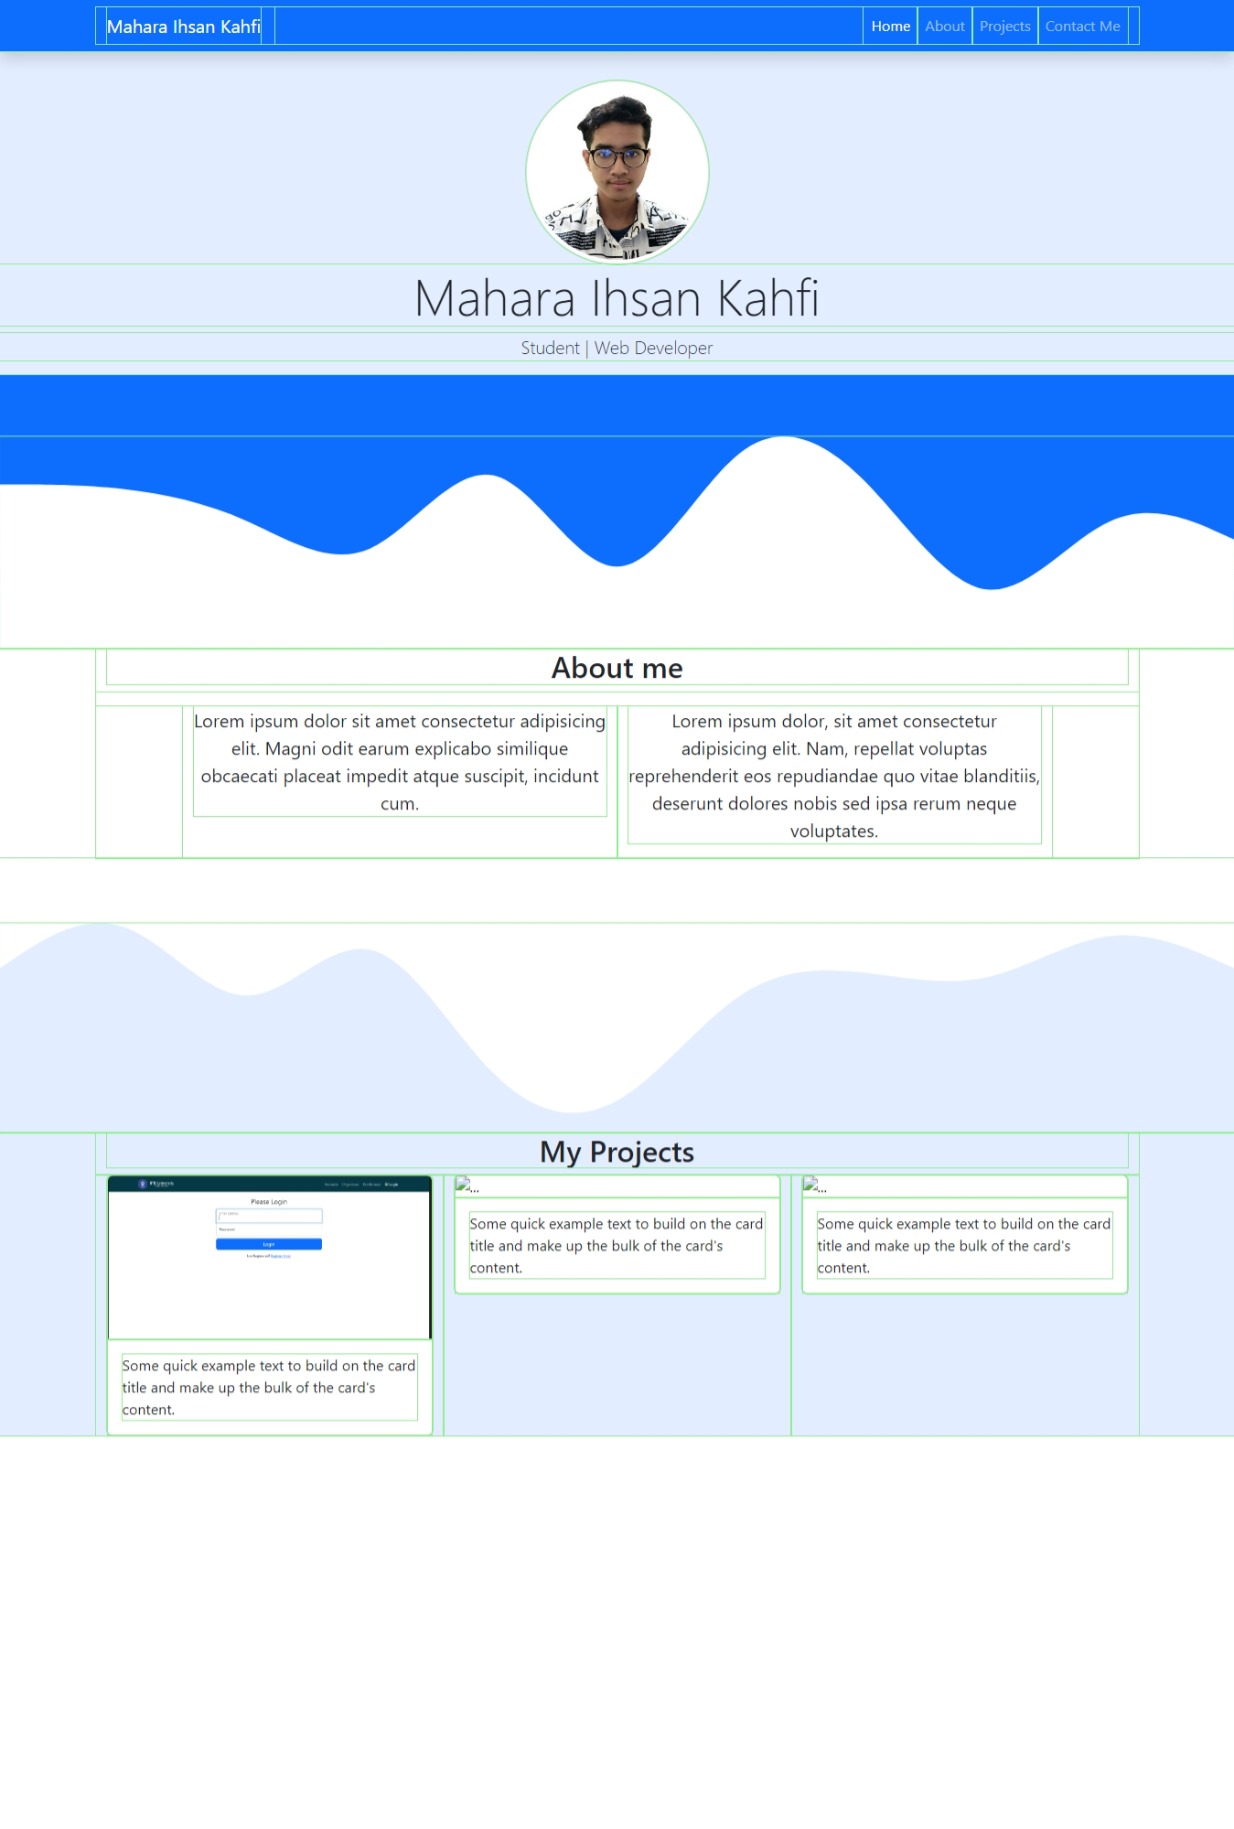 Mahara Ihsan Kahfi
Home About Projects Contact Me
Mahara Ihsan Kahfi
Student | Web Developer
About me
Lorem ipsum dolor sit amet consectetur adipisicing
elit. Magni odit earum explicabo similique
obcaecati placeat impedit atque suscipit, incidunt
cum.
Lorem ipsum dolor, sit amet consectetur
adipisicing elit. Nam, repellat voluptas
reprehenderit eos repudiandae quo vitae blanditiis,
deserunt dolores nobis sed ipsa rerum neque
voluptates.
My Projects
Please Login
Login
Some quick example text to build on the card
title and make up the bulk of the card's
content.
...
Some quick example text to build on the card
title and make up the bulk of the card's
content.
...
Some quick example text to build on the card
title and make up the bulk of the card's
content.